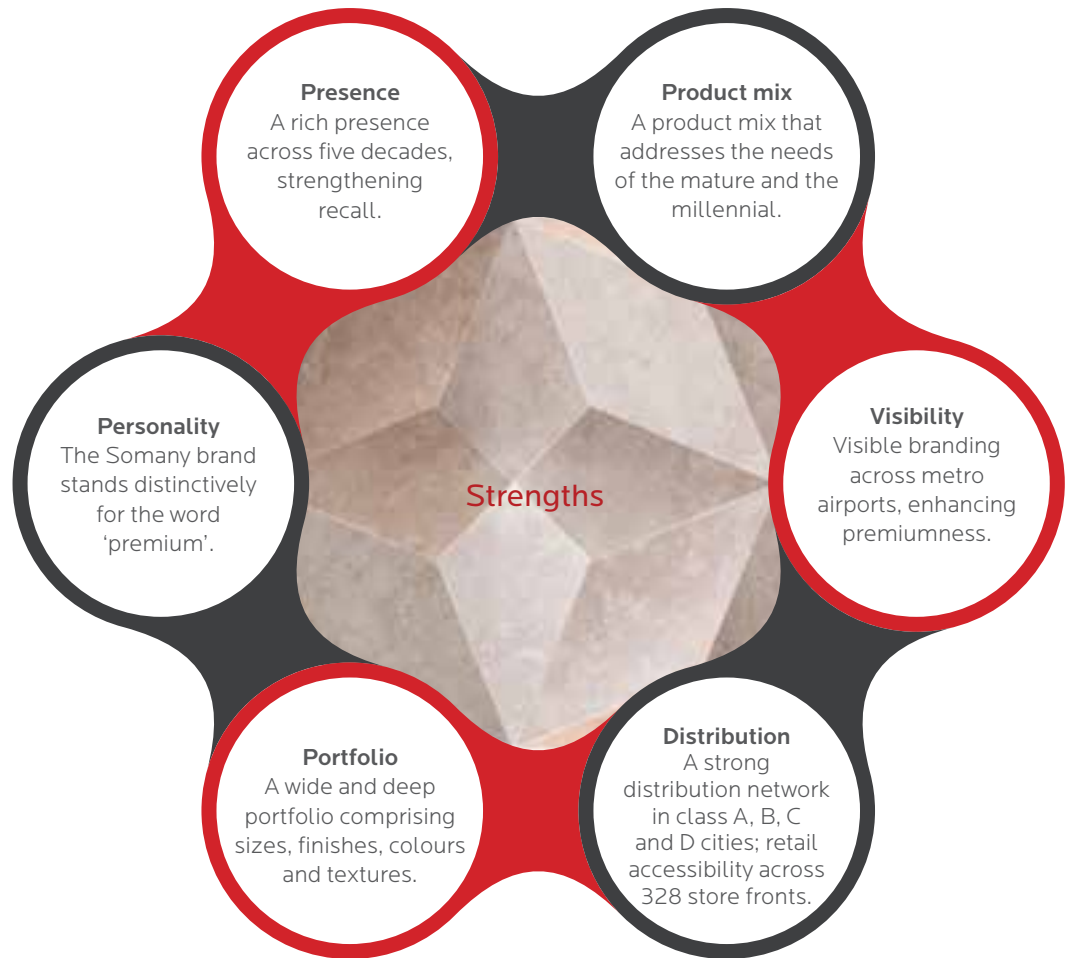 Presence
A rich presence
across five decades,
strengthening
recall.
Product mix
A product mix that
addresses the needs
of the mature and the
millennial.
Personality
The Somany brand
stands distinctively
for the word
‘premium’.
Strengths
Visibility
Visible branding
across metro
airports, enhancing
premiumness.
Portfolio
A wide and deep
portfolio comprising
sizes, finishes, colours
and textures.
Distribution
A strong
distribution network
in class A, B, C
and D cities; retail
accessibility across
328 store fronts.